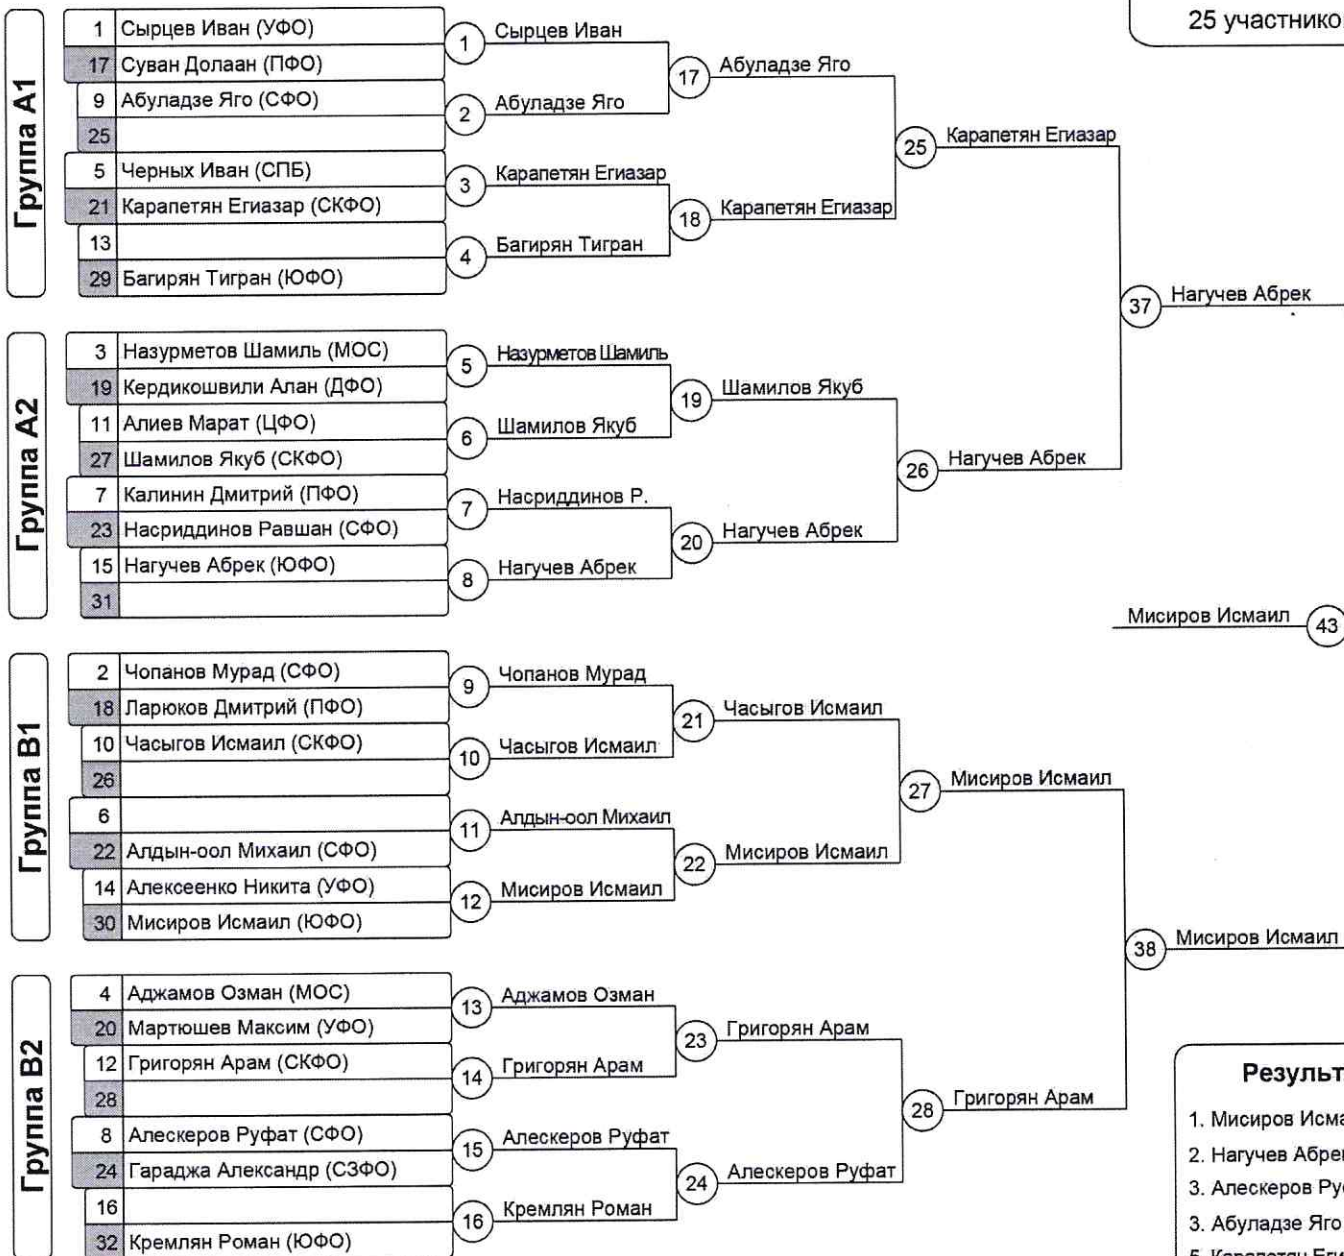 25 участнико
Группа А1
1 Сырцев Иван (УФО)
17 Суван Долаан (ПФО)
9 Абуладзе Яго (СФО)
25
5 Черных Иван (СПБ)
21 Карапетян Егиазар (СКФО)
13
29 Багирян Тигран (ЮФО)
1 Сырцев Иван
2 Абуладзе Яго
3 Карапетян Егиазар
4 Багирян Тигран
17 Абуладзе Яго
18 Карапетян Егиазар
25 Карапетян Егиазар
Группа А2
3 Назурметов Шамиль (МОС)
19 Кердикошвили Алан (ДФО)
11 Алиев Марат (ЦФО)
27 Шамилов Якуб (СКФО)
7 Калинин Дмитрий (ПФО)
23 Насриддинов Равшан (СФО)
15 Нагучев Абрек (ЮФО)
31
5 Назурметов Шамиль
6 Шамилов Якуб
7 Насриддинов Р.
8 Нагучев Абрек
19 Шамилов Якуб
20 Нагучев Абрек
26 Нагучев Абрек
37 Нагучев Абрек
Мисиров Исмаил 43
Группа В1
2 Чопанов Мурад (СФО)
18 Ларюков Дмитрий (ПФО)
10 Часыгов Исмаил (СКФО)
26
6
22 Алдын-оол Михаил (СФО)
14 Алексеенко Никита (УФО)
30 Мисиров Исмаил (ЮФО)
9 Чопанов Мурад
10 Часыгов Исмаил
11 Алдын-оол Михаил
12 Мисиров Исмаил
21 Часыгов Исмаил
22 Мисиров Исмаил
27 Мисиров Исмаил
Группа В2
4 Аджамов Озман (МОС)
20 Мартюшев Максим (УФО)
12 Григорян Арам (СКФО)
28
8 Алескеров Руфат (СФО)
24 Гараджа Александр (СЗФО)
16
32 Кремлян Роман (ЮФО)
13 Аджамов Озман
14 Григорян Арам
15 Алескеров Руфат
16 Кремлян Роман
23 Григорян Арам
24 Алескеров Руфат
28 Григорян Арам
38 Мисиров Исмаил
Результ
1. Мисиров Исма
2. Нагучев Абре
3. Алескеров Ру
3. Абуладзе Яго